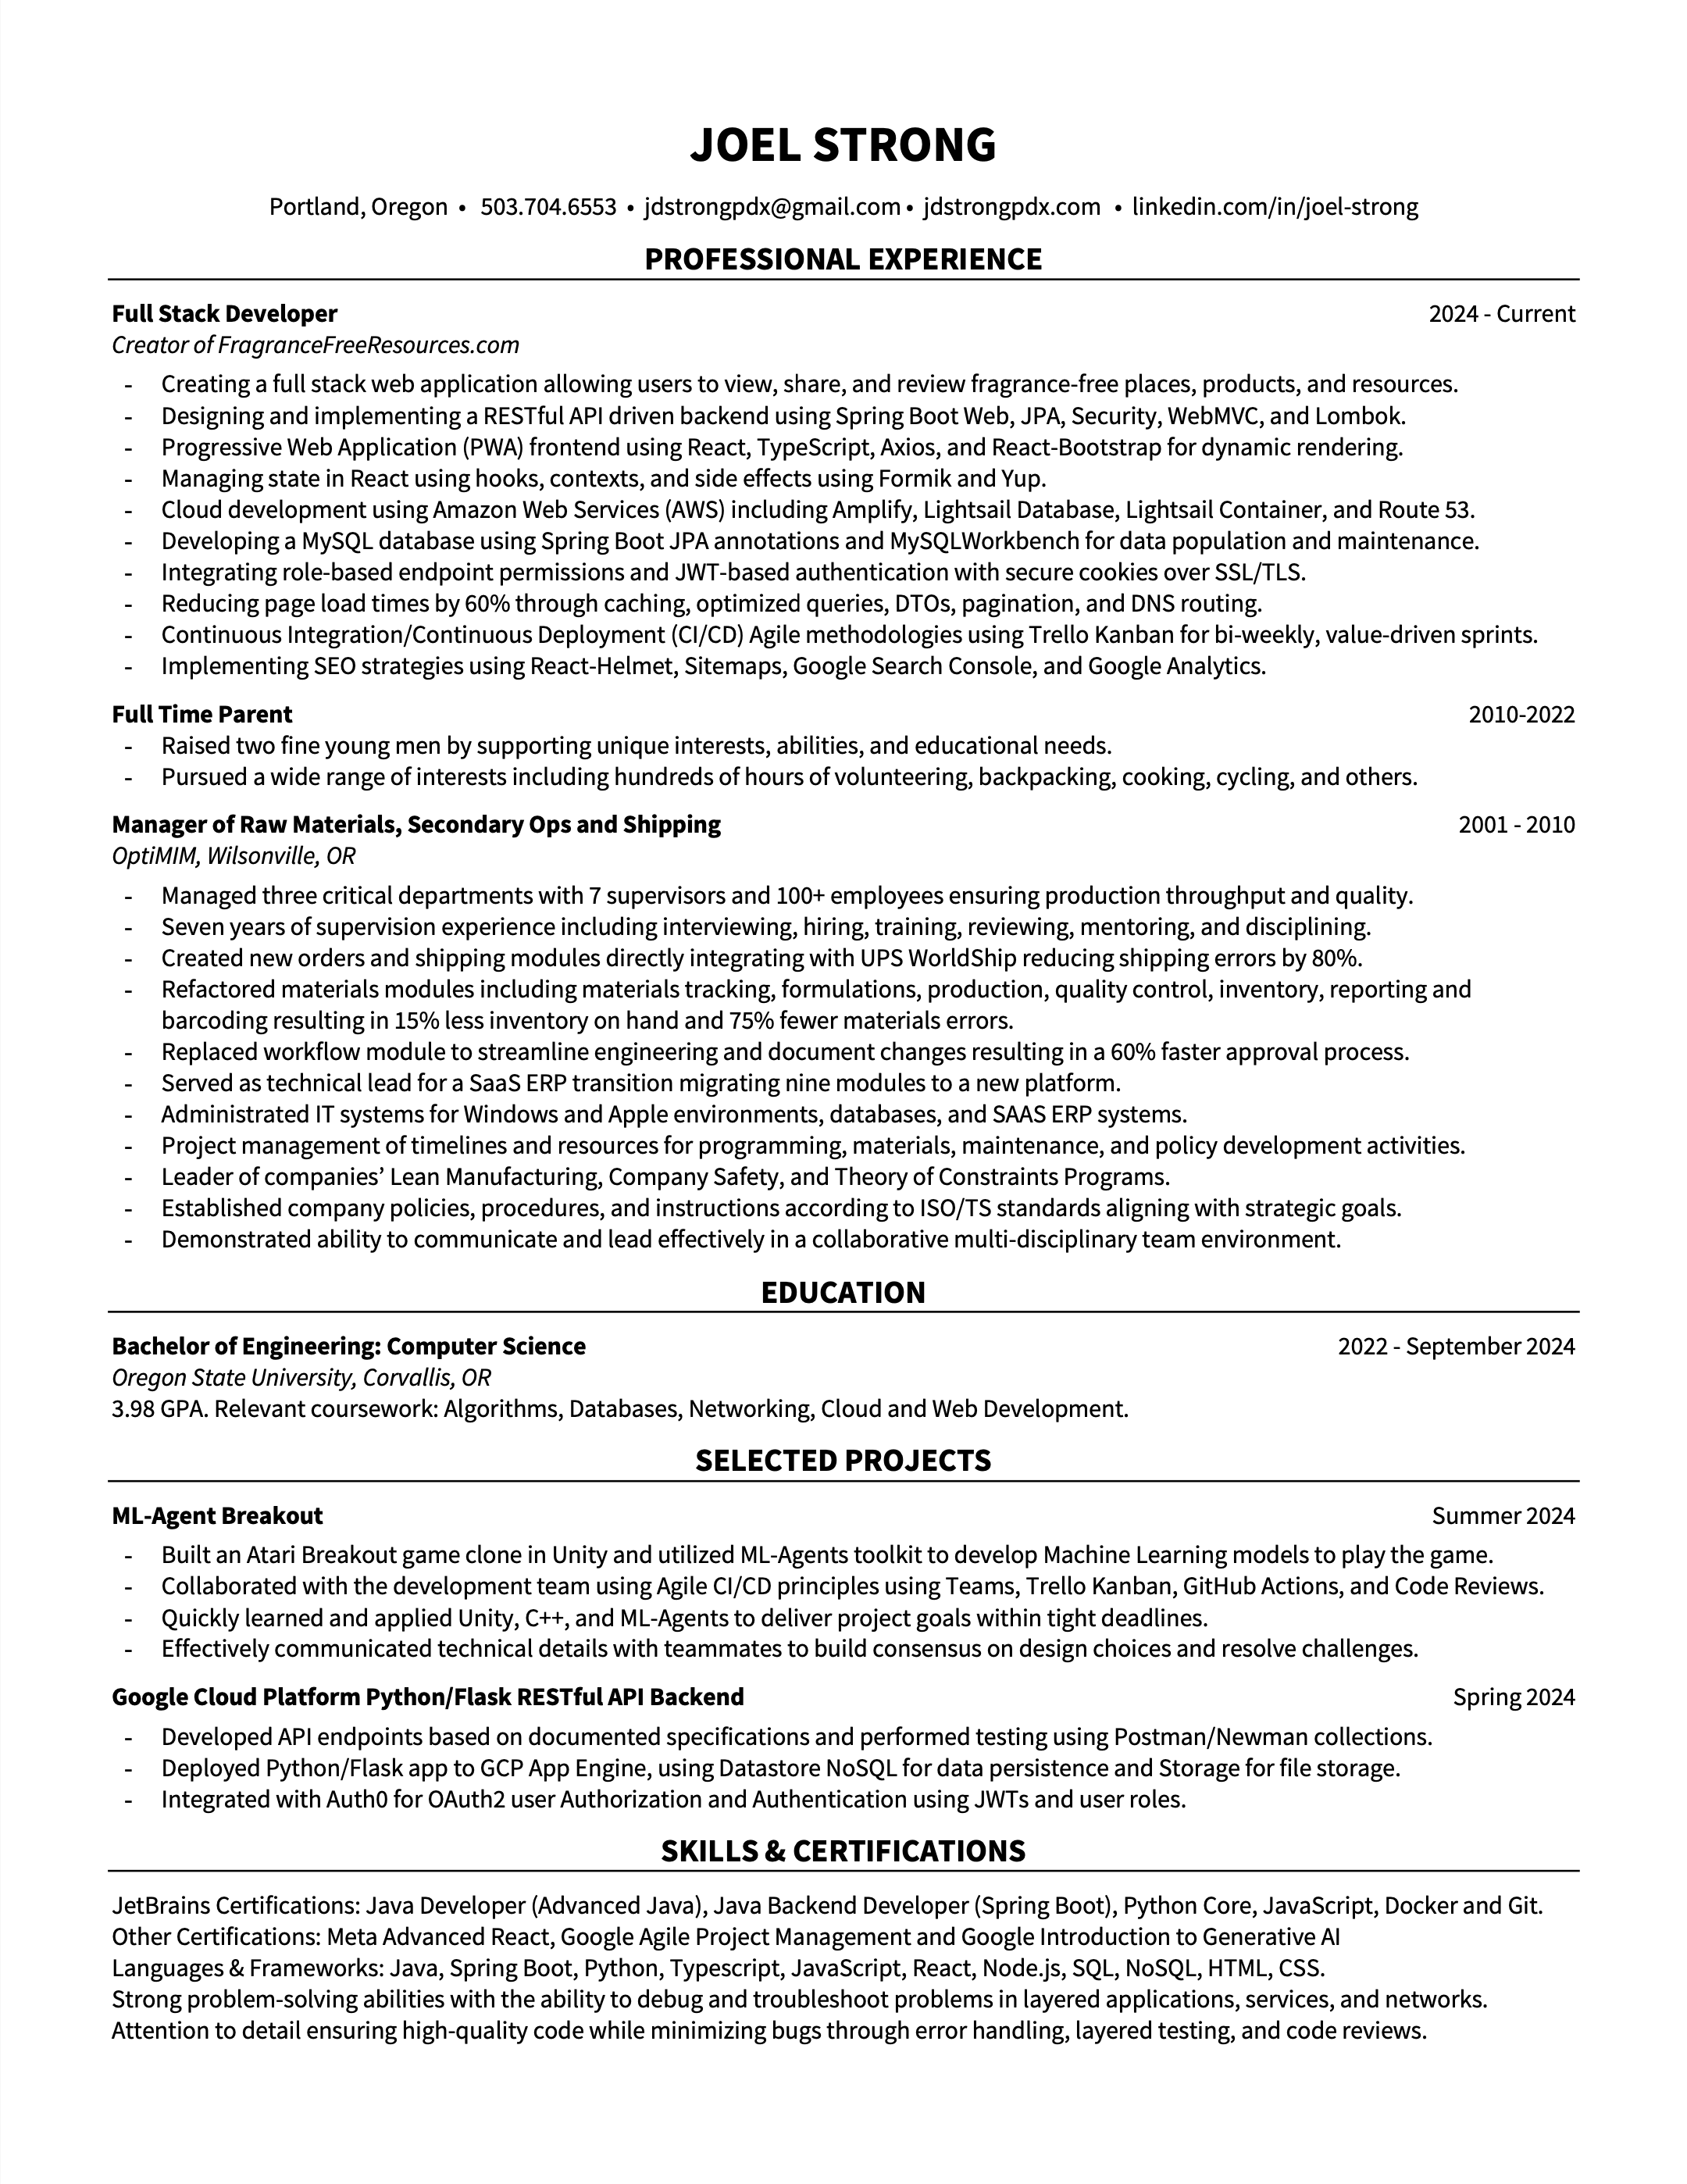 JOEL STRONG
Portland, Oregon • 503.704.6553 • jdstrongpdx@gmail.com • jdstrongpdx.com • linkedin.com/in/joel-strong
PROFESSIONAL EXPERIENCE
Full Stack Developer 2024 - Current
Creator of FragranceFreeResources.com
- Creating a full stack web application allowing users to view, share, and review fragrance-free places, products, and resources.
- Designing and implementing a RESTful API driven backend using Spring Boot Web, JPA, Security, WebMVC, and Lombok.
- Progressive Web Application (PWA) frontend using React, TypeScript, Axios, and React-Bootstrap for dynamic rendering.
- Managing state in React using hooks, contexts, and side effects using Formik and Yup.
- Cloud development using Amazon Web Services (AWS) including Amplify, Lightsail Database, Lightsail Container, and Route 53.
- Developing a MySQL database using Spring Boot JPA annotations and MySQLWorkbench for data population and maintenance.
- Integrating role-based endpoint permissions and JWT-based authentication with secure cookies over SSL/TLS.
- Reducing page load times by 60% through caching, optimized queries, DTOs, pagination, and DNS routing.
- Continuous Integration/Continuous Deployment (CI/CD) Agile methodologies using Trello Kanban for bi-weekly, value-driven sprints.
- Implementing SEO strategies using React-Helmet, Sitemaps, Google Search Console, and Google Analytics.
Full Time Parent 2010-2022
- Raised two fine young men by supporting unique interests, abilities, and educational needs.
- Pursued a wide range of interests including hundreds of hours of volunteering, backpacking, cooking, cycling, and others.
Manager of Raw Materials, Secondary Ops and Shipping 2001 - 2010
OptiMIM, Wilsonville, OR
- Managed three critical departments with 7 supervisors and 100+ employees ensuring production throughput and quality.
- Seven years of supervision experience including interviewing, hiring, training, reviewing, mentoring, and disciplining.
- Created new orders and shipping modules directly integrating with UPS WorldShip reducing shipping errors by 80%.
- Refactored materials modules including materials tracking, formulations, production, quality control, inventory, reporting and
barcoding resulting in 15% less inventory on hand and 75% fewer materials errors.
- Replaced workflow module to streamline engineering and document changes resulting in a 60% faster approval process.
- Served as technical lead for a SaaS ERP transition migrating nine modules to a new platform.
- Administrated IT systems for Windows and Apple environments, databases, and SAAS ERP systems.
- Project management of timelines and resources for programming, materials, maintenance, and policy development activities.
- Leader of companies’ Lean Manufacturing, Company Safety, and Theory of Constraints Programs.
- Established company policies, procedures, and instructions according to ISO/TS standards aligning with strategic goals.
- Demonstrated ability to communicate and lead effectively in a collaborative multi-disciplinary team environment.
EDUCATION
Bachelor of Engineering: Computer Science 2022 - September 2024
Oregon State University, Corvallis, OR
3.98 GPA. Relevant coursework: Algorithms, Databases, Networking, Cloud and Web Development.
SELECTED PROJECTS
ML-Agent Breakout Summer 2024
- Built an Atari Breakout game clone in Unity and utilized ML-Agents toolkit to develop Machine Learning models to play the game.
- Collaborated with the development team using Agile CI/CD principles using Teams, Trello Kanban, GitHub Actions, and Code Reviews.
- Quickly learned and applied Unity, C++, and ML-Agents to deliver project goals within tight deadlines.
- Effectively communicated technical details with teammates to build consensus on design choices and resolve challenges.
Google Cloud Platform Python/Flask RESTful API Backend Spring 2024
- Developed API endpoints based on documented specifications and performed testing using Postman/Newman collections.
- Deployed Python/Flask app to GCP App Engine, using Datastore NoSQL for data persistence and Storage for file storage.
- Integrated with Auth0 for OAuth2 user Authorization and Authentication using JWTs and user roles.
SKILLS & CERTIFICATIONS
JetBrains Certifications: Java Developer (Advanced Java), Java Backend Developer (Spring Boot), Python Core, JavaScript, Docker and Git.
Other Certifications: Meta Advanced React, Google Agile Project Management and Google Introduction to Generative AI
Languages & Frameworks: Java, Spring Boot, Python, Typescript, JavaScript, React, Node.js, SQL, NoSQL, HTML, CSS.
Strong problem-solving abilities with the ability to debug and troubleshoot problems in layered applications, services, and networks.
Attention to detail ensuring high-quality code while minimizing bugs through error handling, layered testing, and code reviews.